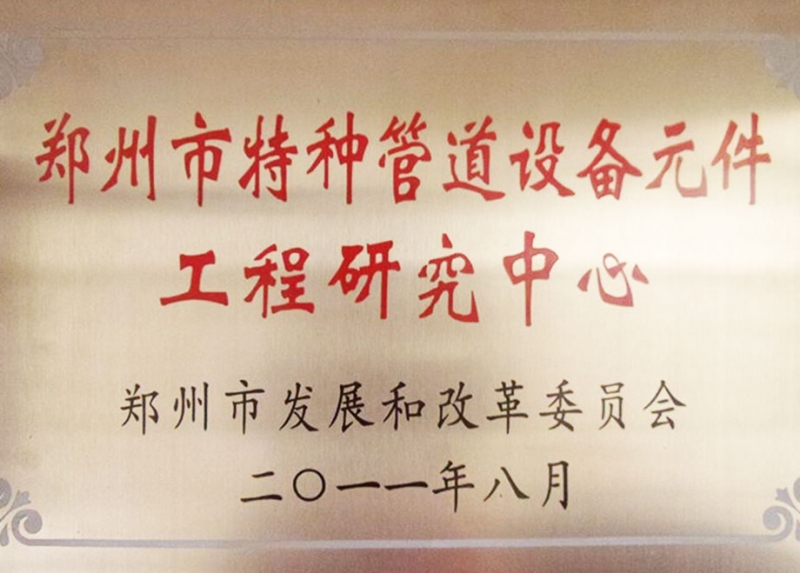 郑州市特种管道设备元件
工程研究中心
郑州市发展和改革委员会
二〇一一年八月